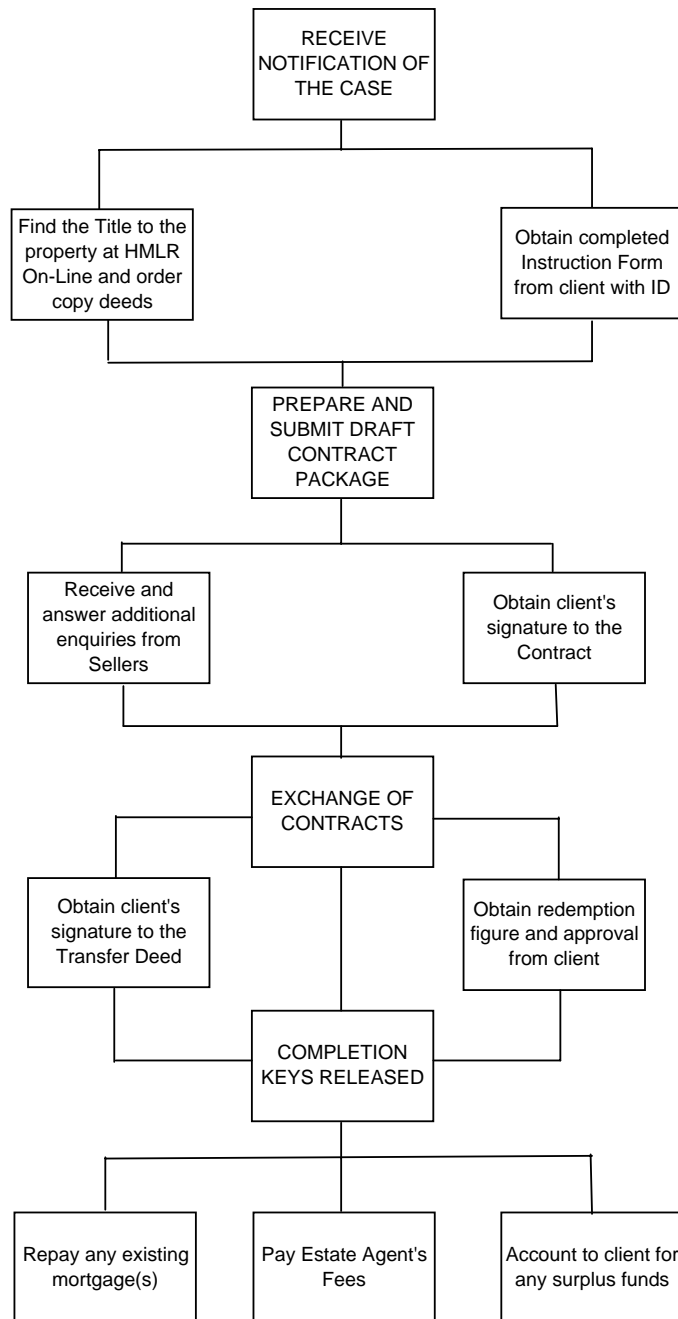 RECEIVE
NOTIFICATION OF
THE CASE
Find the Title to the
property at HMLR
On-Line and order
copy deeds
Obtain completed
Instruction Form
from client with ID
PREPARE AND
SUBMIT DRAFT
CONTRACT
PACKAGE
Receive and
answer additional
enquiries from
Sellers
Obtain client's
signature to the
Contract
EXCHANGE OF
CONTRACTS
Obtain client's
signature to the
Transfer Deed
Obtain redemption
figure and approval
from client
COMPLETION
KEYS RELEASED
Repay any existing
mortgage(s)
Pay Estate Agent's
Fees
Account to client for
any surplus funds